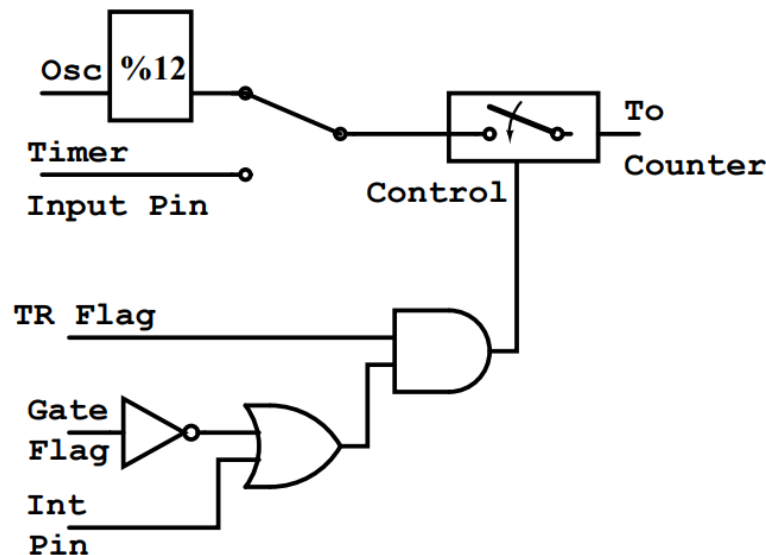 Osc
%12
To
Counter
Timer
Input Pin
Control
TR Flag
Gate
Flag
Int
Pin